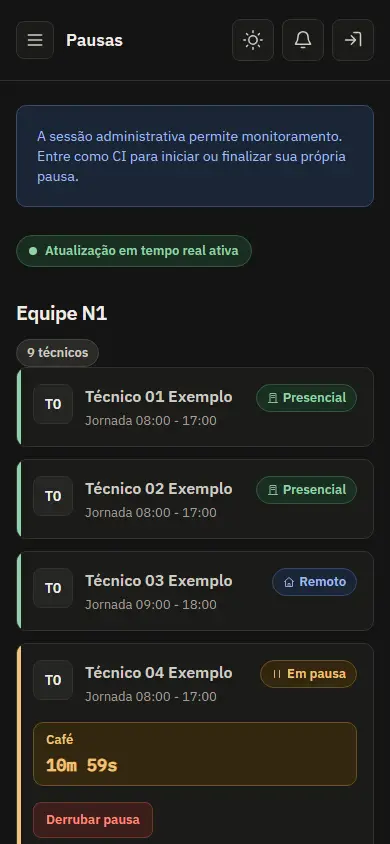 Pausas
A sessão administrativa permite monitoramento.
Entre como CI para iniciar ou finalizar sua própria
pausa.
Atualização em tempo real ativa
Equipe N1
9 técnicos
T0
Técnico 01 Exemplo
Jornada 08:00 - 17:00
Presencial
T0
Técnico 02 Exemplo
Jornada 08:00 - 17:00
Presencial
T0
Técnico 03 Exemplo
Jornada 09:00 - 18:00
Remoto
T0
Técnico 04 Exemplo
Jornada 08:00 - 17:00
Em pausa
Café
10m 59s
Derrubar pausa